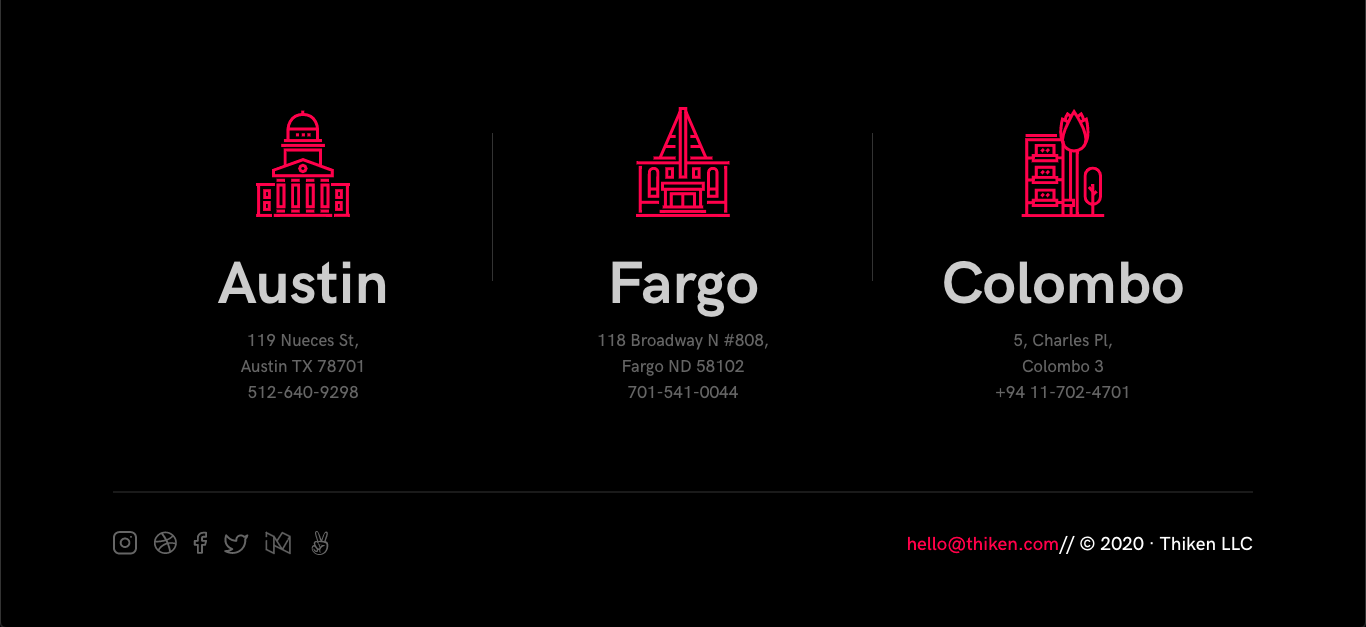 Austin
119 Nueces St,
Austin TX 78701
512-640-9298
Fargo
118 Broadway N #808,
Fargo ND 58102
701-541-0044
Colombo
5, Charles Pl,
Colombo 3
+94 11-702-4701
hello@thiken.com// © 2020 · Thiken LLC